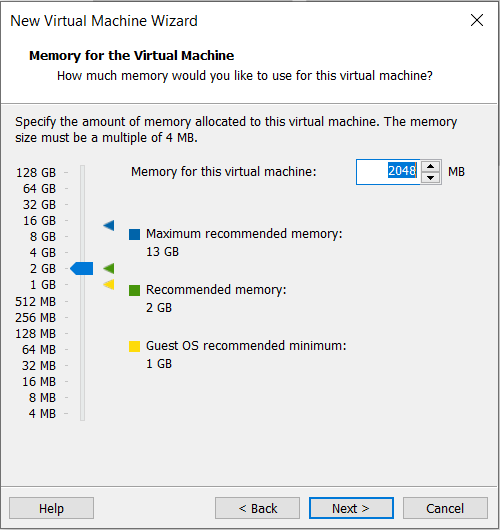 New Virtual Machine Wizard
Memory for the Virtual Machine
How much memory would you like to use for this virtual machine?
Specify the amount of memory allocated to this virtual machine. The memory
size must be a multiple of 4 MB.
128 GB
64 GB
32 GB
16 GB
8 GB
4 GB
2 GB
1 GB
512 MB
256 MB
128 MB
64 MB
32 MB
16 MB
8 MB
4 MB
Memory for this virtual machine: 2048 MB
Maximum recommended memory:
13 GB
Recommended memory:
2 GB
Guest OS recommended minimum:
1 GB
Help < Back Next > Cancel